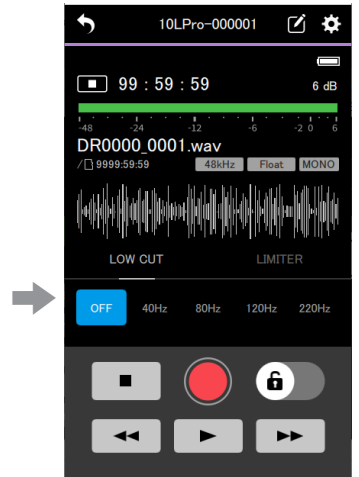 10LPro-000001
99 : 59 : 59
6 dB
-48 -24 -12 -6 -2 0 6
DR0000_0001.wav
/ 9999:59:59 48kHz Float MONO
LOW CUT LIMITER
OFF 40Hz 80Hz 120Hz 220Hz